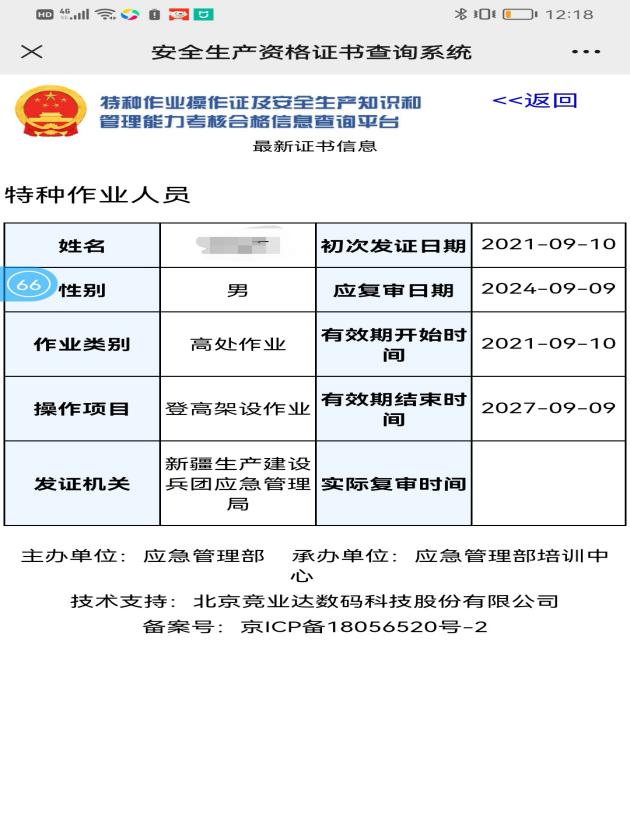 HD 4G 12:18
安全生产资格证书查询系统
特种作业操作证及安全生产知识和
管理能力考核合格信息查询平台
<<返回
最新证书信息
特种作业人员
姓名 初次发证日期 2021-09-10
66
性别 男 应复审日期 2024-09-09
作业类别 高处作业 有效期开始时
间 2021-09-10
操作项目 登高架设作业 有效期结束时
间 2027-09-09
发证机关 新疆生产建设
兵团应急管理
局 实际复审时间
主办单位：应急管理部 承办单位：应急管理部培训中
心
技术支持：北京竞业达数码科技股份有限公司
备案号：京ICP备18056520号-2